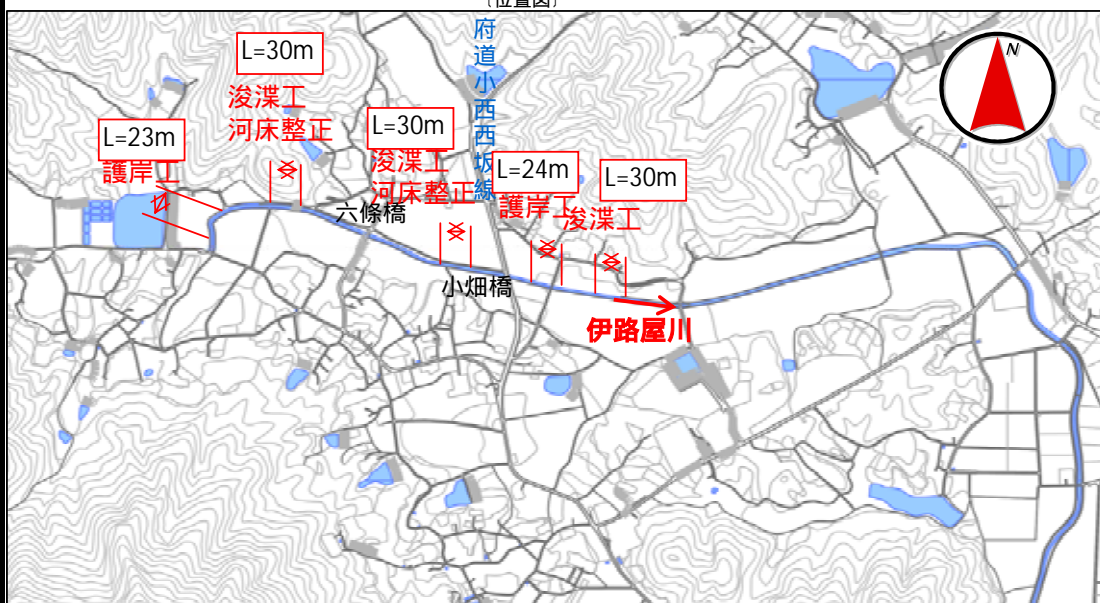 〔位置図〕
府道小西西坂線
N
L=30m
浚渫工
河床整正
L=23m
護岸工
L=30m
浚渫工
河床整正
L=24m
護岸工
L=30m
浚渫工
六條橋
小畑橋
伊路屋川